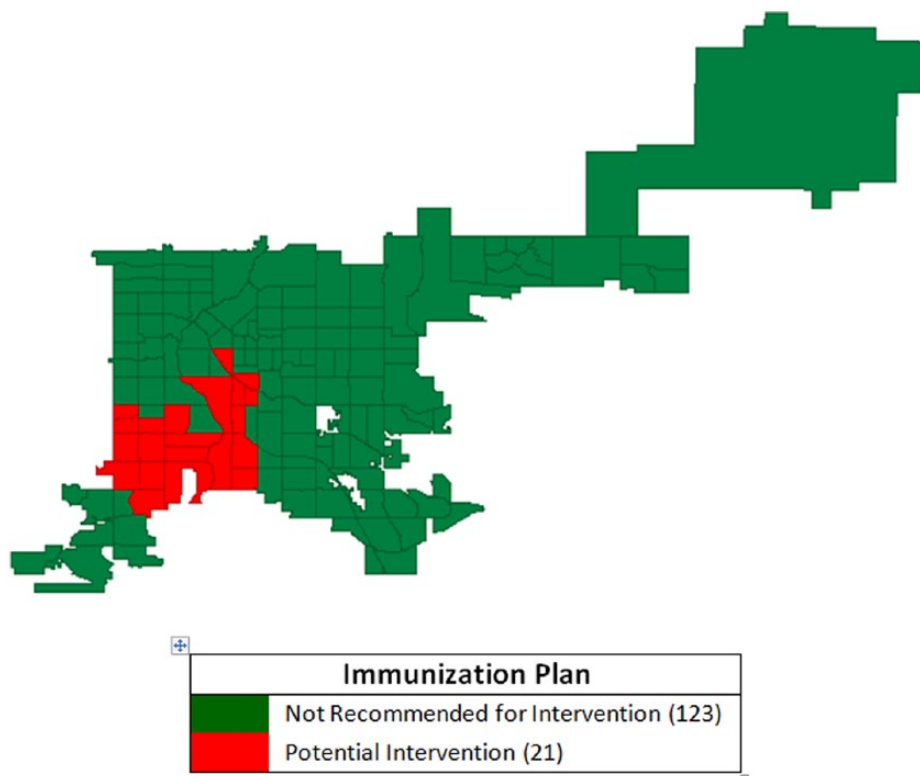 Immunization Plan
Not Recommended for Intervention (123)
Potential Intervention (21)